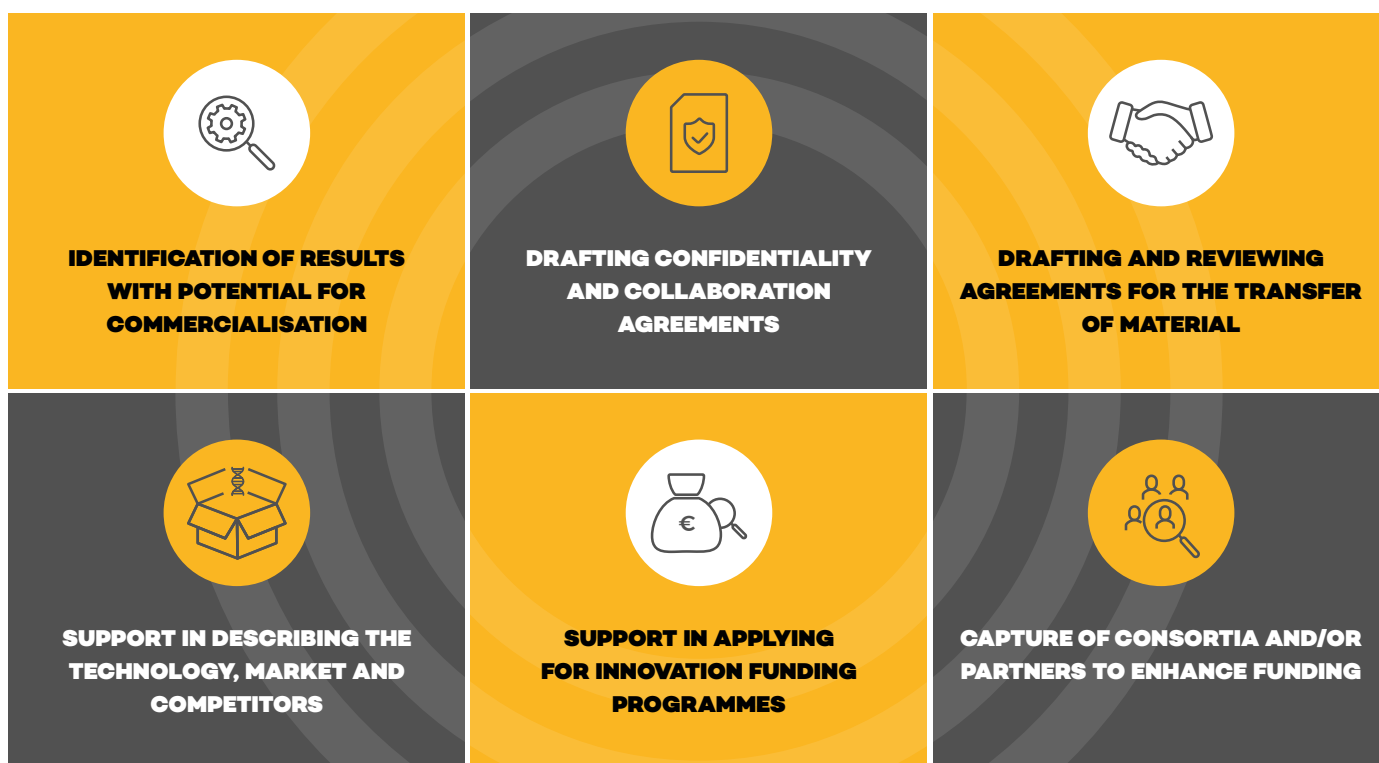 IDENTIFICATION OF RESULTS
WITH POTENTIAL FOR
COMMERCIALISATION
DRAFTING CONFIDENTIALITY
AND COLLABORATION
AGREEMENTS
DRAFTING AND REVIEWING
AGREEMENTS FOR THE TRANSFER
OF MATERIAL
SUPPORT IN DESCRIBING THE
TECHNOLOGY, MARKET AND
COMPETITORS
€
SUPPORT IN APPLYING
FOR INNOVATION FUNDING
PROGRAMMES
CAPTURE OF CONSORTIA AND/OR
PARTNERS TO ENHANCE FUNDING